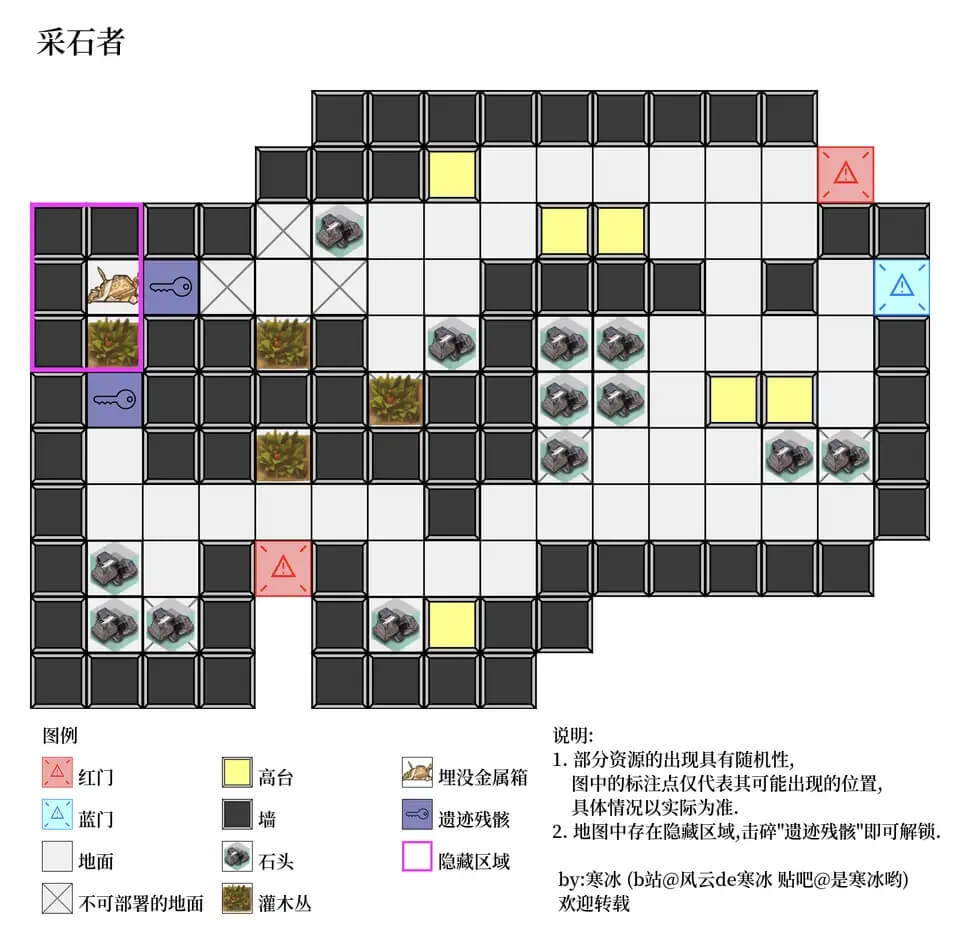 采石者
图例
红门
高台
埋没金属箱
蓝门
墙
遗迹残骸
地面
石头
隐藏区域
不可部署的地面
灌木丛
说明:
1. 部分资源的出现具有随机性,
图中的标注点仅代表其可能出现的位置,
具体情况以实际为准.
2. 地图中存在隐藏区域,击碎"遗迹残骸"即可解锁.
by:寒冰 (b站@风云de寒冰 贴吧@是寒冰哟)
欢迎转载